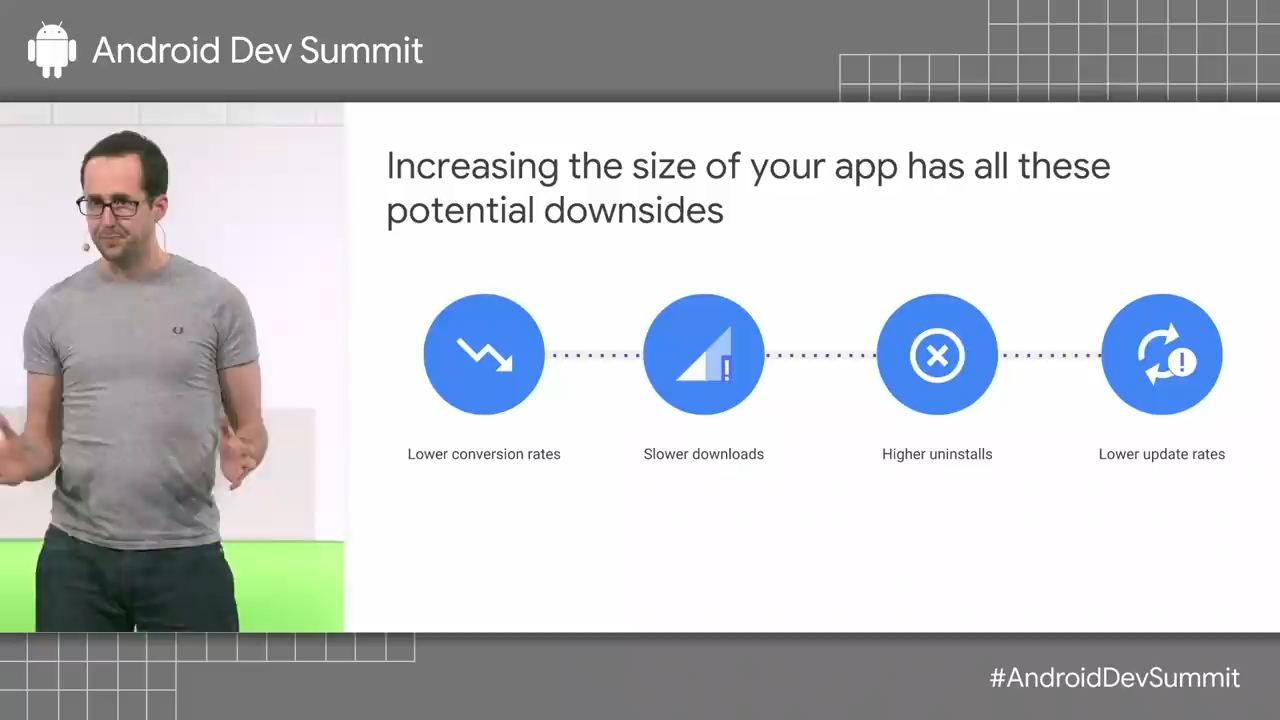 Android Dev Summit
Increasing the size of your app has all these
potential downsides
Lower conversion rates
Slower downloads
Higher uninstalls
Lower update rates
#AndroidDevSummit